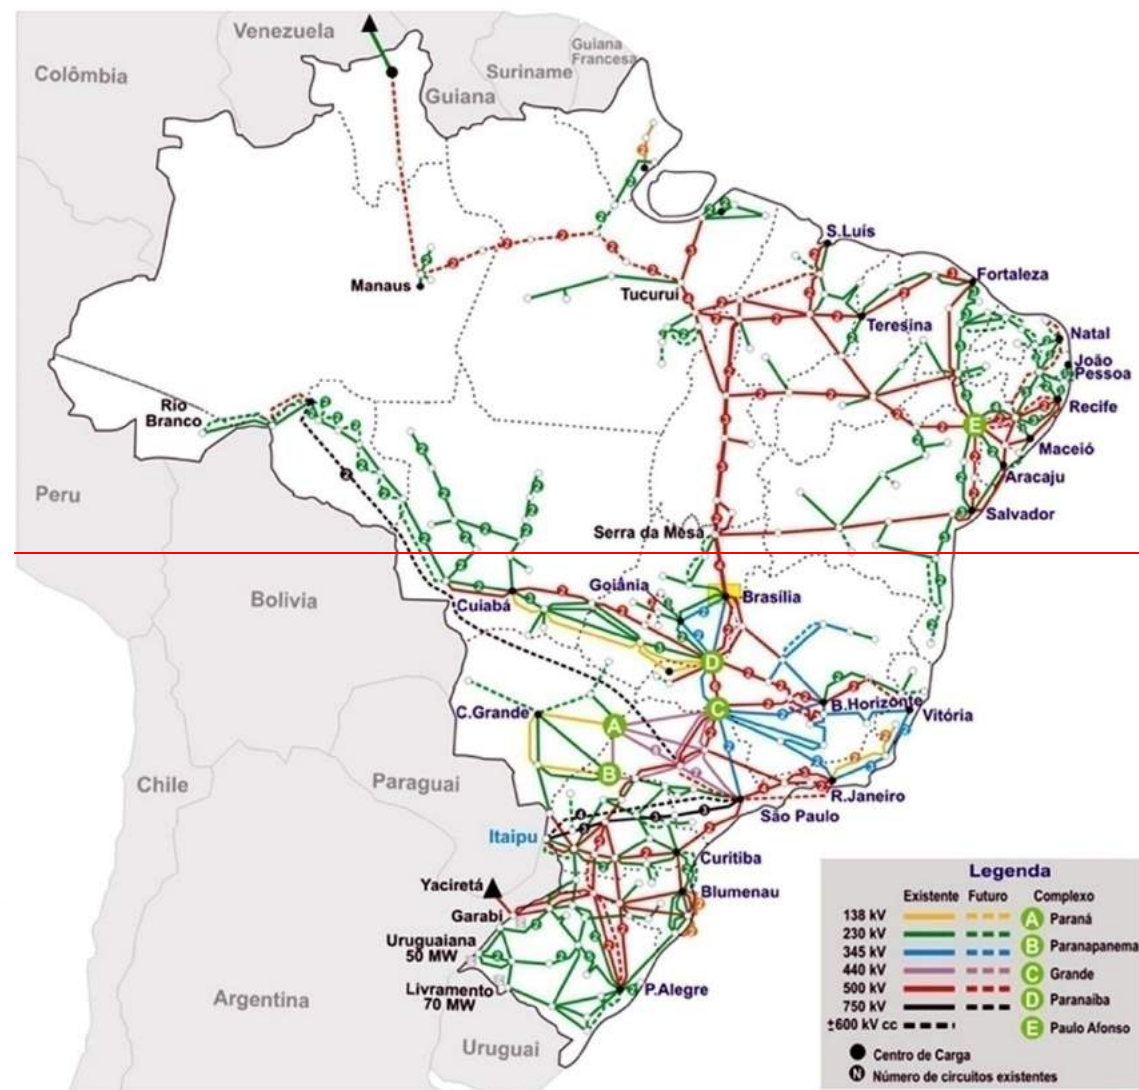 Venezuela
Guiana
Francesa
Colômbia
Suriname
Guiana
S.Luís
Fortaleza
Manaus
Tucuruí
Teresina
Natal
João
Pessoa
Rio
Branco
Recife
E
Maceió
Aracaju
Peru
Salvador
Serra da Mesa
Bolivia
Goiânia
Brasília
Cuiabá
D
C.Grande
C
B.Horizonte
Vitória
A
B
Chile
Paraguai
R.Janeiro
São Paulo
Itaipu
Curitiba
Yaciretá
Blumenau
Garabi
Uruguaiana
50 MW
Livramento
70 MW
P.Alegre
Argentina
Uruguai
Legenda
Existente Futuro Complexo
138 kV A Paraná
230 kV
345 kV B Paranapanema
440 kV C Grande
500 kV D Paranaiba
750 kV
±600 kV cc E Paulo Afonso
Centro de Carga
N Número de circuitos existentes